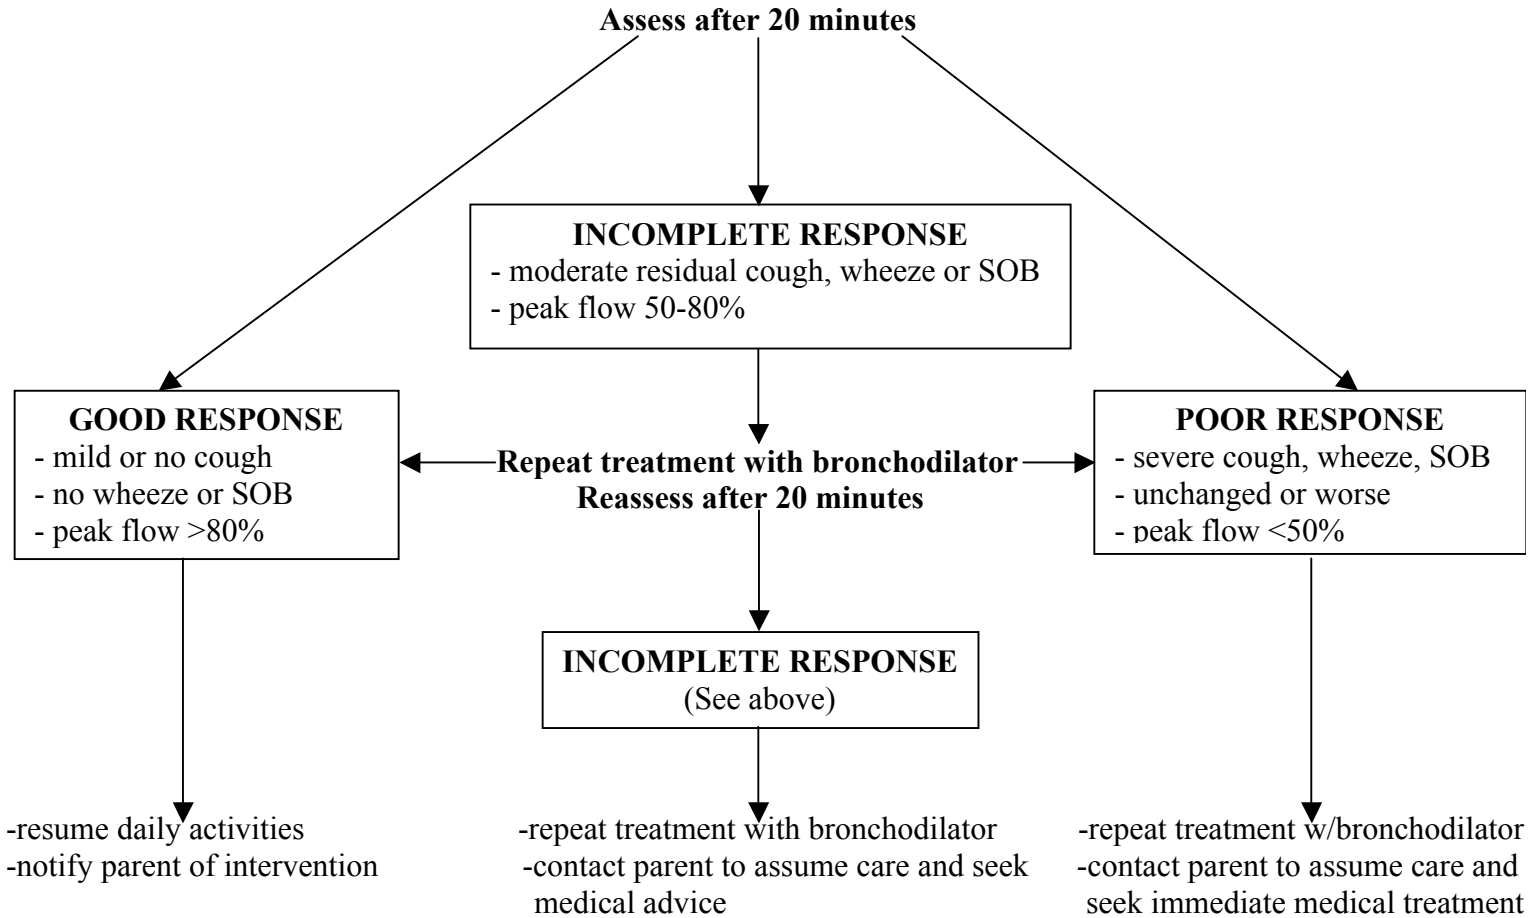 Assess after 20 minutes
INCOMPLETE RESPONSE
- moderate residual cough, wheeze or SOB
- peak flow 50-80%
GOOD RESPONSE
- mild or no cough
- no wheeze or SOB
- peak flow >80%
Repeat treatment with bronchodilator
Reassess after 20 minutes
POOR RESPONSE
- severe cough, wheeze, SOB
- unchanged or worse
- peak flow <50%
INCOMPLETE RESPONSE
(See above)
-resume daily activities
-notify parent of intervention
-repeat treatment with bronchodilator
-contact parent to assume care and seek
medical advice
-repeat treatment w/bronchodilator
-contact parent to assume care and
seek immediate medical treatment